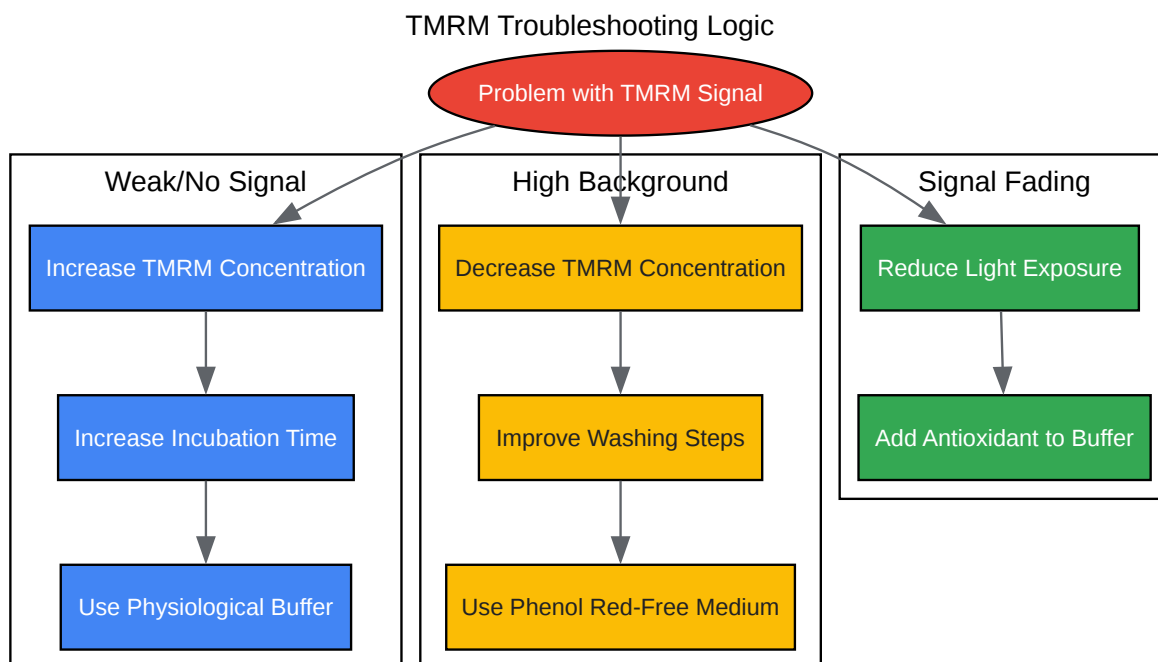 TMRM Troubleshooting Logic
Problem with TMRM Signal
Weak/No Signal
Increase TMRM Concentration
Increase Incubation Time
Use Physiological Buffer
High Background
Decrease TMRM Concentration
Improve Washing Steps
Use Phenol Red-Free Medium
Signal Fading
Reduce Light Exposure
Add Antioxidant to Buffer